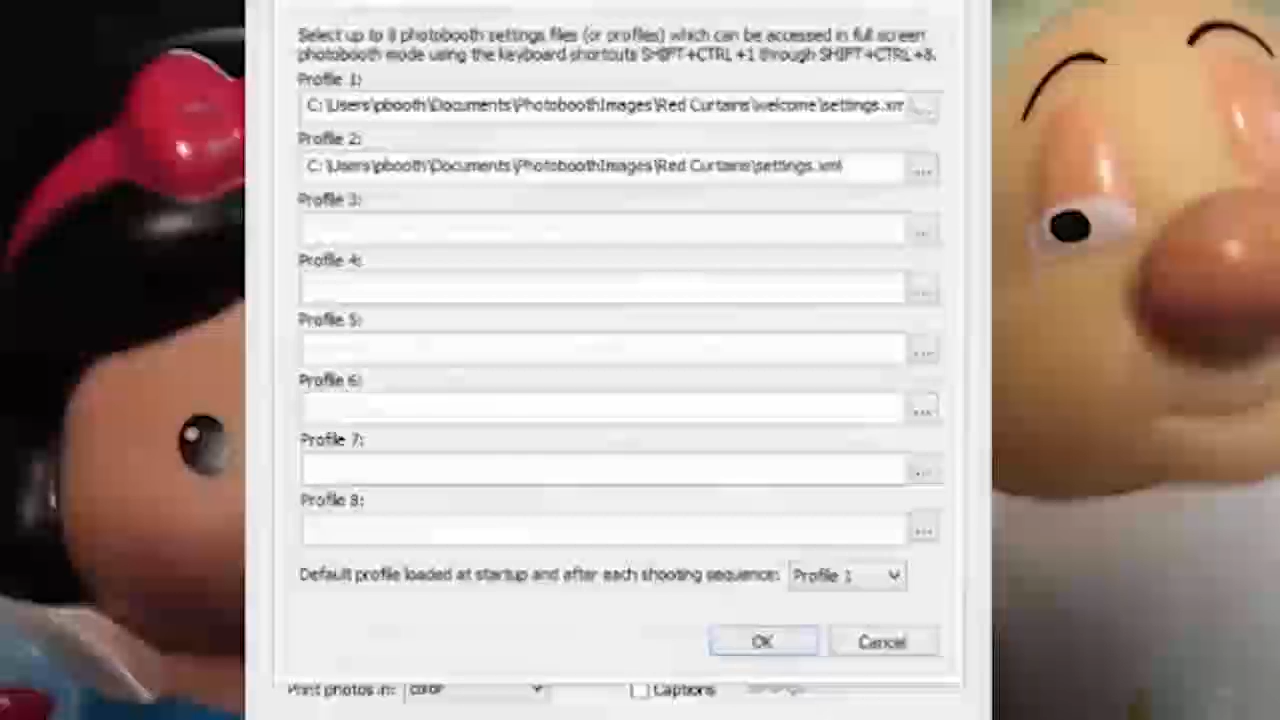 Select up to 8 photobooth settings files (or profiles) which can be accessed in full screen
photobooth mode using the keyboard shortcuts SHIFT+CTRL +1 through SHIFT+CTRL +8.
Profile 1:
C:\Users\pbooth\Documents\PhotoboothImages\Red Curtains\welcome\settings.xm
...
Profile 2:
C:\Users\pbooth\Documents\PhotoboothImages\Red Curtains\settings.xml
...
Profile 3:
...
Profile 4:
...
Profile 5:
...
Profile 6:
...
Profile 7:
...
Profile 8:
...
Default profile loaded at startup and after each shooting sequence: Profile 1
OK Cancel
Print photos in: color Captions